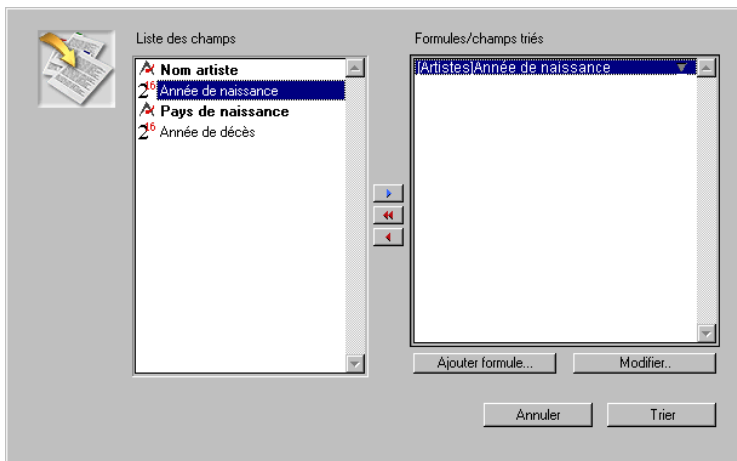 Liste des champs
Formules/champs triés
Nom artiste
Année de naissance
Pays de naissance
Année de décès
[Artistes]Année de naissance
Ajouter formule...
Modifier..
Annuler
Trier